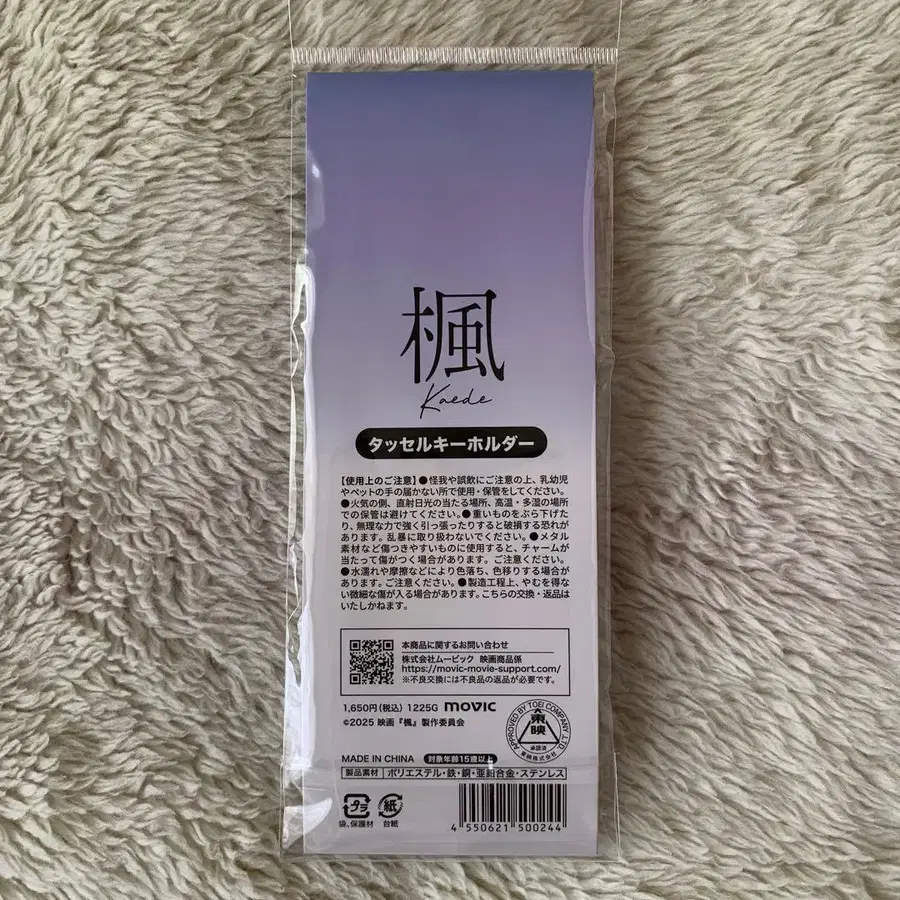 楓
Kaede
タッセルキーホルダー
【使用上のご注意】●怪我や誤飲にご注意の上、乳幼児
やペットの手の届かない所で使用・保管をしてください。
●火気の側、直射日光の当たる場所、高温・多湿の場所
での保管は避けてください。●重いものをぶら下げた
り、無理な力で強く引っ張ったりすると破損する恐れが
あります。乱暴に取り扱わないでください。●メタル
素材など傷つきやすいものに使用すると、チャームが
当たって傷がつく場合があります。ご注意ください。
●水濡れや摩擦などにより色落ち、色移りする場合が
あります。ご注意ください。●製造工程上、やむを得な
い微細な傷が入る場合があります。こちらの交換・返品は
いたしかねます。
本商品に関するお問い合わせ
株式会社ムービック 映画商品係
https://movic-movie-support.com/
※不良交換には不良品の返品が必要です。
1,650円(税込) 1225G movic
©2025 映画『楓』製作委員会
APPROVED BY TOEI COMPANY, LTD.
東映
承認済
東映株式会社
MADE IN CHINA 対象年齢15歳以上
製品素材 ポリエステル・鉄・銅・亜鉛合金・ステンレス
プラ
袋、保護材
紙
台紙
4 550621 500244